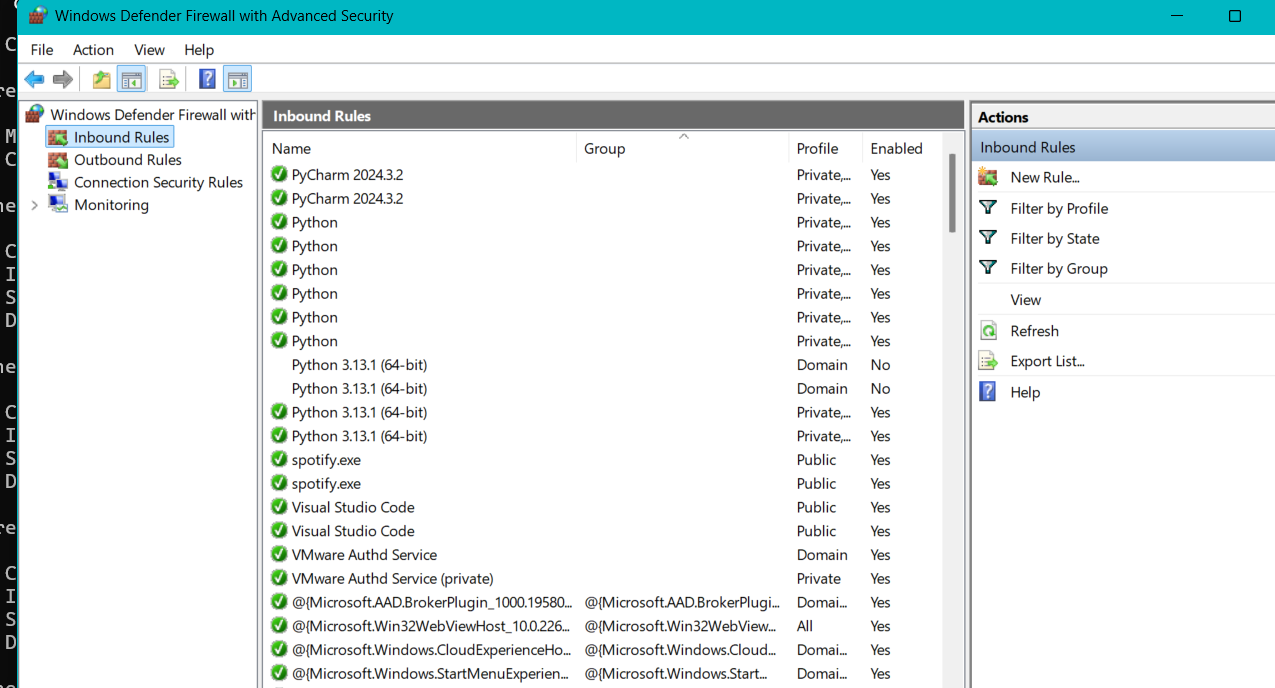 Windows Defender Firewall with Advanced Security
File Action View Help
Windows Defender Firewall with
Inbound Rules
Outbound Rules
Connection Security Rules
Monitoring
Inbound Rules
Name Group Profile Enabled
PyCharm 2024.3.2 Private,... Yes
PyCharm 2024.3.2 Private,... Yes
Python Private,... Yes
Python Private,... Yes
Python Private,... Yes
Python Private,... Yes
Python Private,... Yes
Python Private,... Yes
Python 3.13.1 (64-bit) Domain No
Python 3.13.1 (64-bit) Domain No
Python 3.13.1 (64-bit) Private,... Yes
Python 3.13.1 (64-bit) Private,... Yes
spotify.exe Public Yes
spotify.exe Public Yes
Visual Studio Code Public Yes
Visual Studio Code Public Yes
VMware Authd Service Domain Yes
VMware Authd Service (private) Private Yes
@{Microsoft.AAD.BrokerPlugin_1000.19580... @{Microsoft.AAD.BrokerPlugi... Domai... Yes
@{Microsoft.Win32WebViewHost_10.0.226... @{Microsoft.Win32WebView... All Yes
@{Microsoft.Windows.CloudExperienceHo... @{Microsoft.Windows.Cloud... Domai... Yes
@{Microsoft.Windows.StartMenuExperien... @{Microsoft.Windows.Start... Domai... Yes
Actions
Inbound Rules
New Rule...
Filter by Profile
Filter by State
Filter by Group
View
Refresh
Export List...
Help